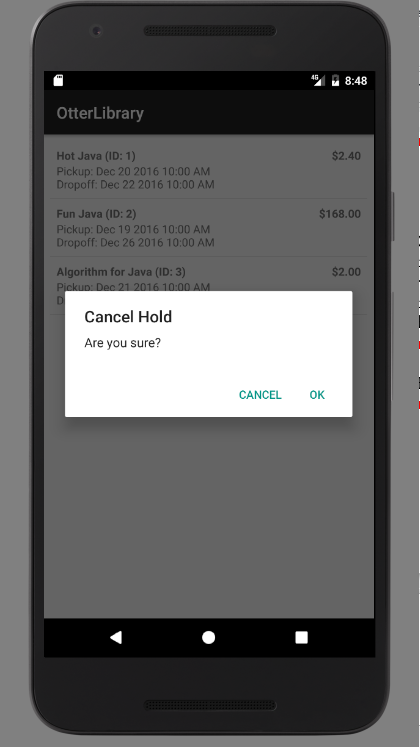 4G 8:48
OtterLibrary
Hot Java (ID: 1) $2.40
Pickup: Dec 20 2016 10:00 AM
Dropoff: Dec 22 2016 10:00 AM
Fun Java (ID: 2) $168.00
Pickup: Dec 19 2016 10:00 AM
Dropoff: Dec 26 2016 10:00 AM
Algorithm for Java (ID: 3) $2.00
Pickup: Dec 21 2016 10:00 AM
Cancel Hold
Are you sure?
CANCEL OK